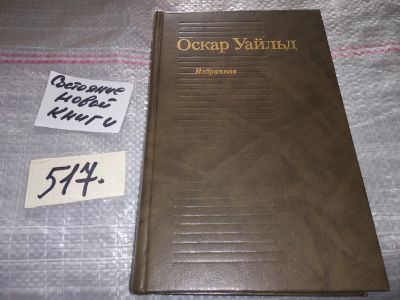 Оскар Уайльд
Избранное
Состояние
новой
книги
517.